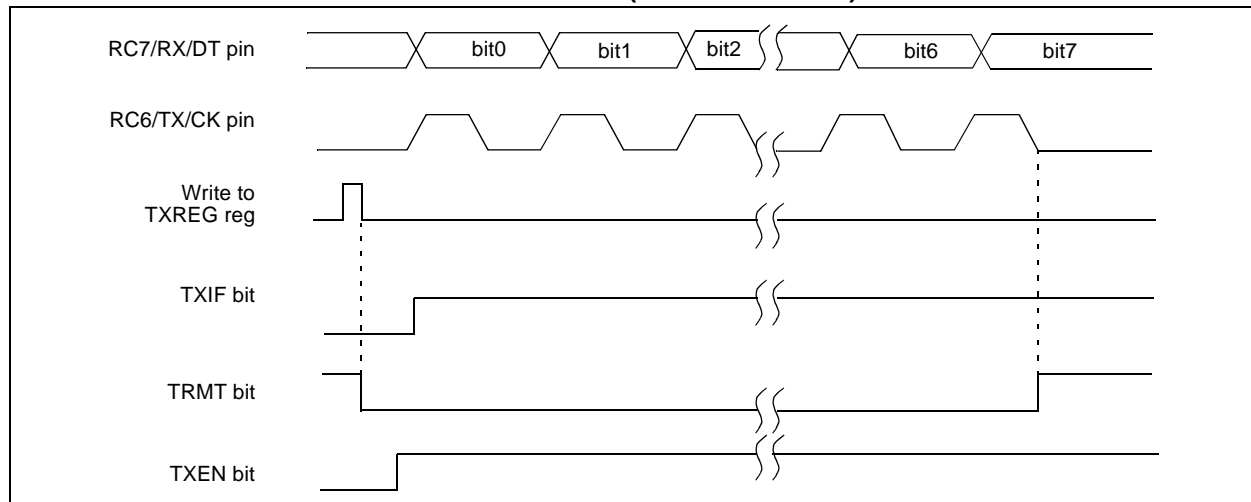 RC7/RX/DT pin
bit0
bit1
bit2
bit6
bit7
RC6/TX/CK pin
Write to
TXREG reg
TXIF bit
TRMT bit
TXEN bit